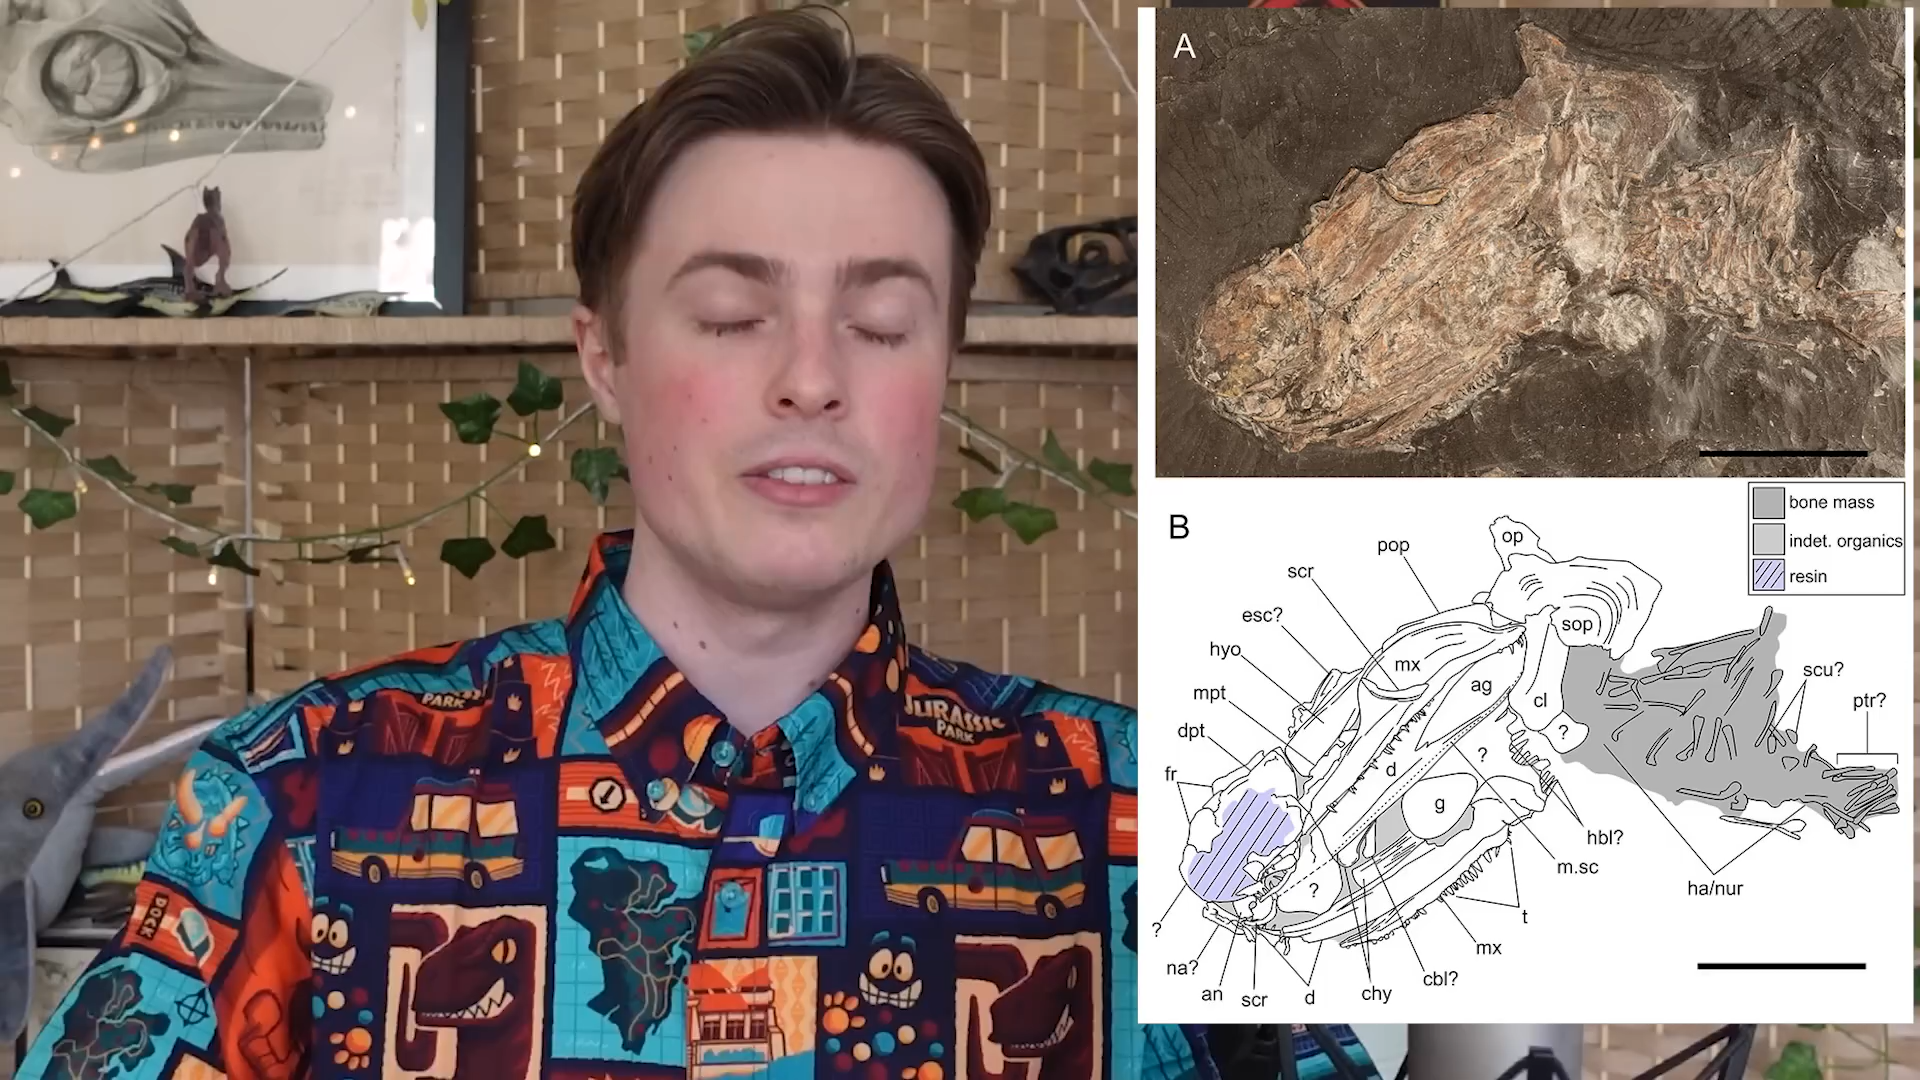 A
B
bone mass
indet. organics
resin
op
pop
scr
sop
esc?
hyo
mx
scu?
mpt
ag
ptr?
cl
dpt
?
?
fr
d
g
hbl?
m.sc
?
ha/nur
t
?
mx
na?
cbl?
an
scr
d
chy
PARK
JURASSIC
PARK
DOCK